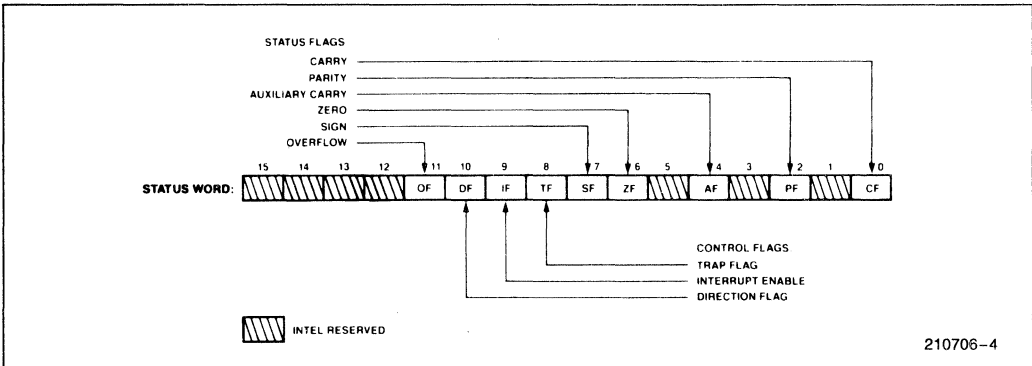 STATUS FLAGS
CARRY
PARITY
AUXILIARY CARRY
ZERO
SIGN
OVERFLOW
15 14 13 12 11 10 9 8 7 6 5 4 3 2 1 0
STATUS WORD: OF DF IF TF SF ZF AF PF CF
CONTROL FLAGS
TRAP FLAG
INTERRUPT ENABLE
DIRECTION FLAG
INTEL RESERVED
210706-4